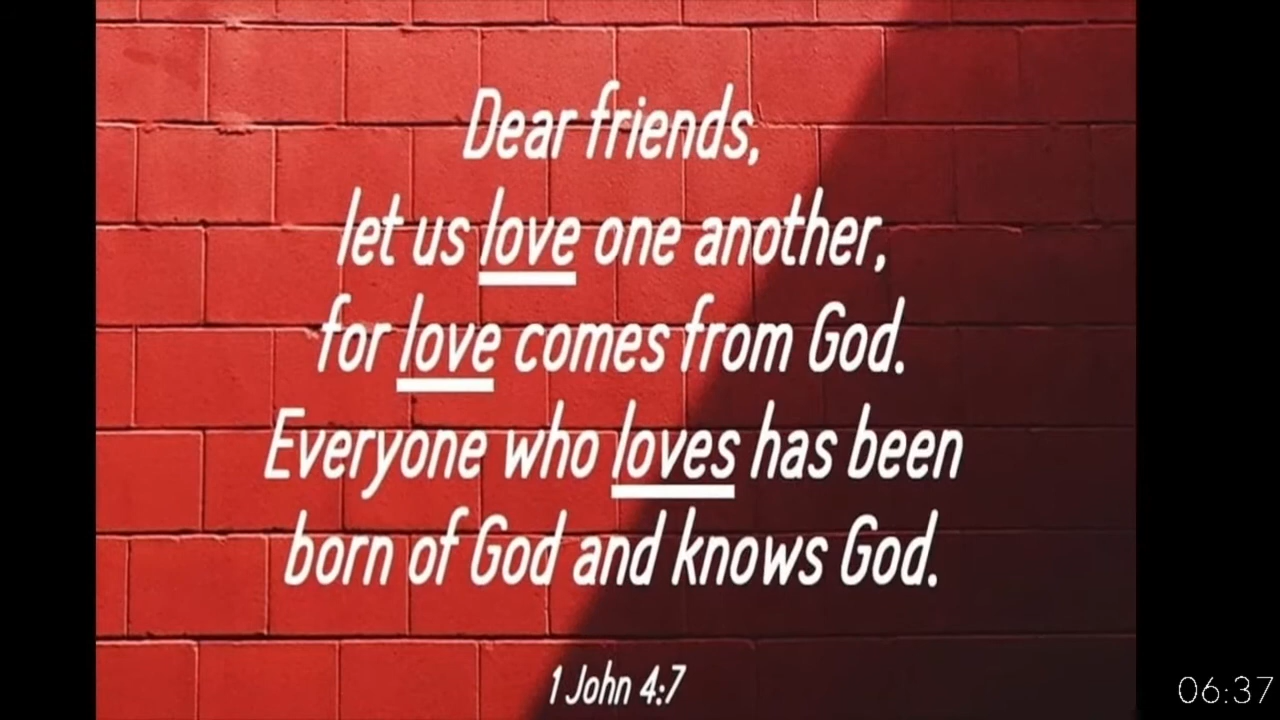 Dear friends,
let us love one another,
for love comes from God.
Everyone who loves has been
born of God and knows God.
1 John 4:7
06:37